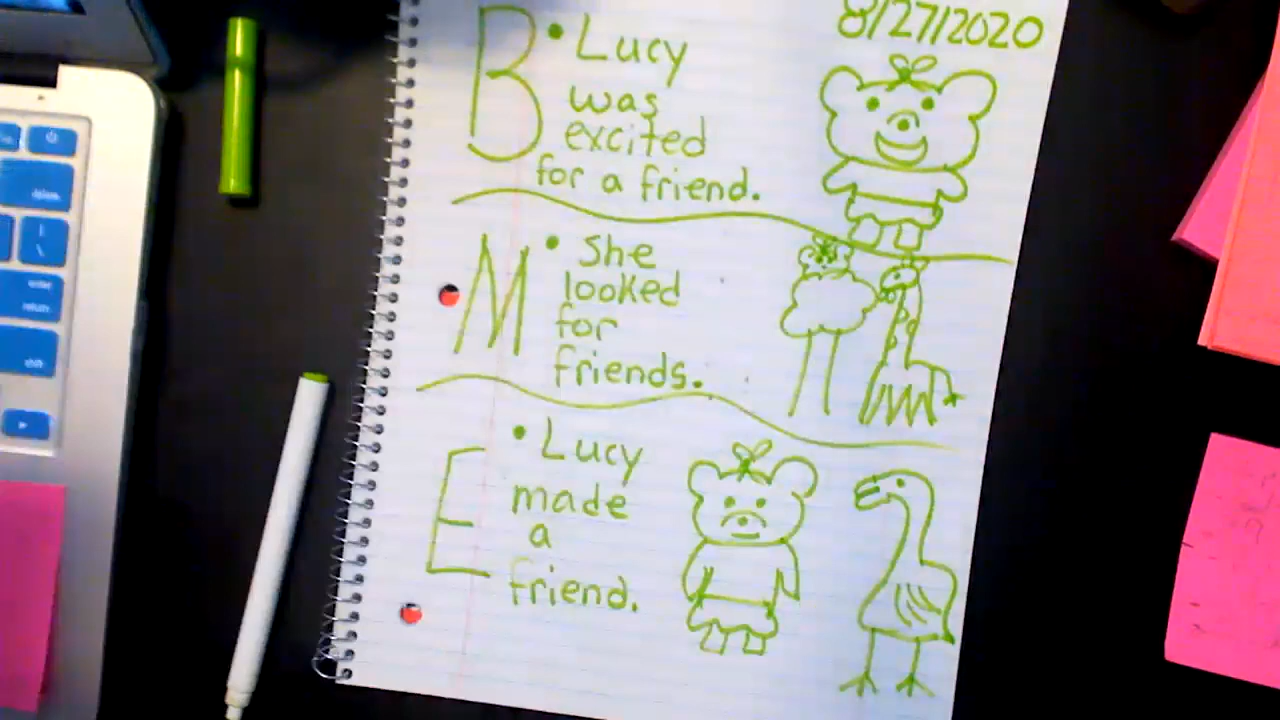 8/27/2020
B • Lucy
was
excited
for a friend.
M • She
looked
for
friends.
E • Lucy
made
a
friend.